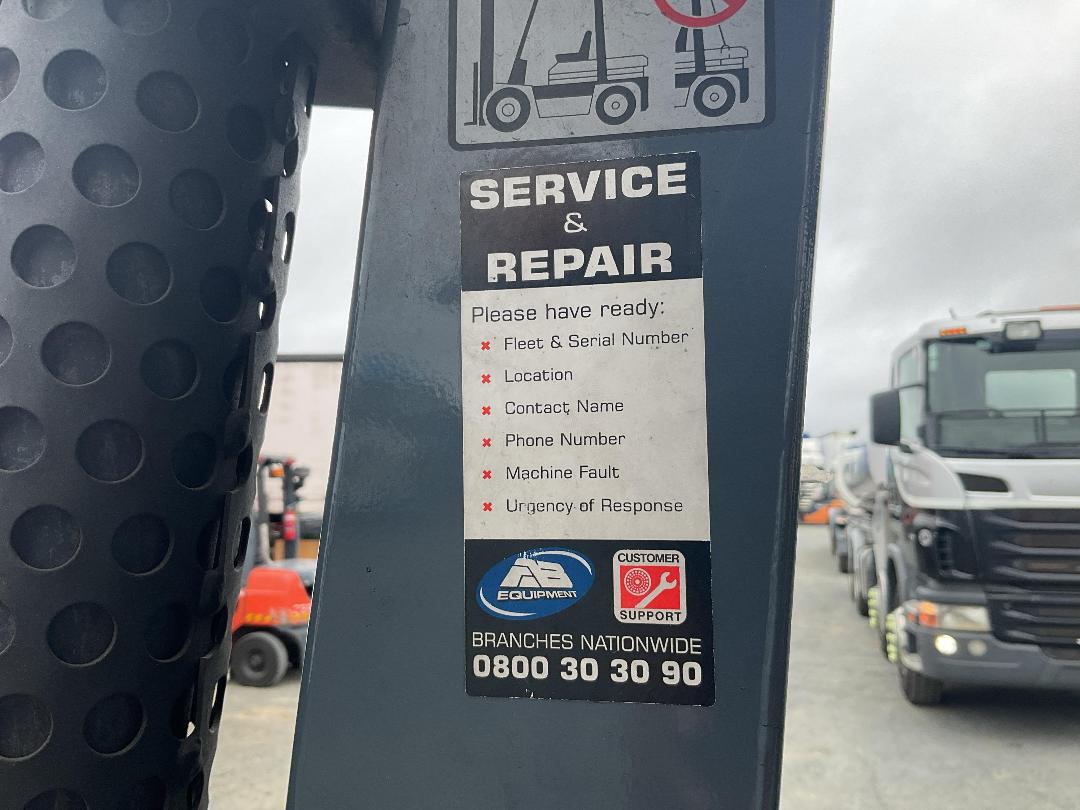 SERVICE
&
REPAIR
Please have ready:
× Fleet & Serial Number
× Location
× Contact Name
× Phone Number
× Machine Fault
× Urgency of Response
AB
EQUIPMENT
CUSTOMER
SUPPORT
BRANCHES NATIONWIDE
0800 30 30 90